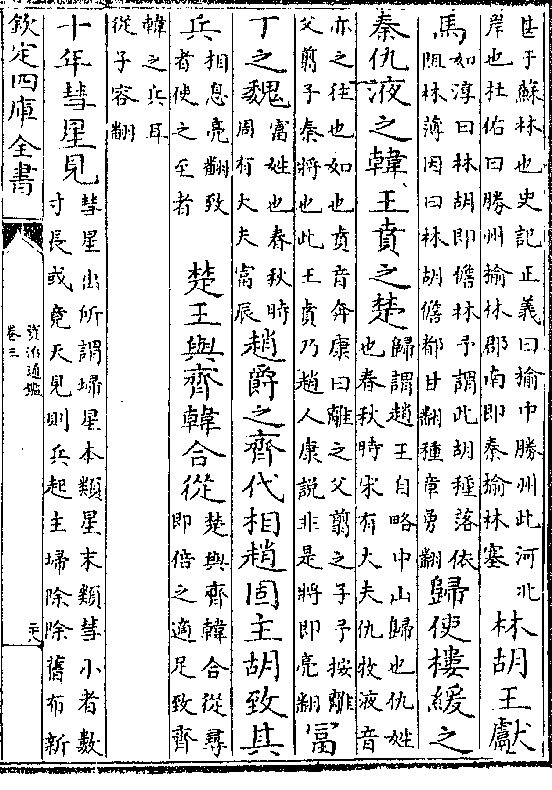 甚于蘇林也史記正義曰榆中勝州此河北
岸也杜佑曰勝州榆林郡南即秦榆林塞
林胡王獻
馬
如淳曰林胡即儋林予謂此胡種落依
阻林薄因曰林胡儋都甘翻種章勇翻
歸使樓緩之
秦仇液之韓王賁之楚
歸謂趙王自略中山歸也仇姓
也春秋時宋有大夫仇牧液音
亦之往也如也賁音奔康曰離之父翦之子予按離
父翦子秦將也此王賁乃趙人康說非是將即亮翻
富
丁之魏
富姓也春秋時
周有大夫富辰
趙爵之齊代相趙固主胡致其
兵
相息亮翻致
者使之至者
楚王與齊韓合從
楚與齊韓合從尋
即倍之適足致齊
韓之兵耳
從子容翻
十年彗星見
彗星出所謂埽星本類星末類彗小者數
寸長或竟天見則兵起主埽除除舊布新
欽定四庫全書
資治通鑑
卷三